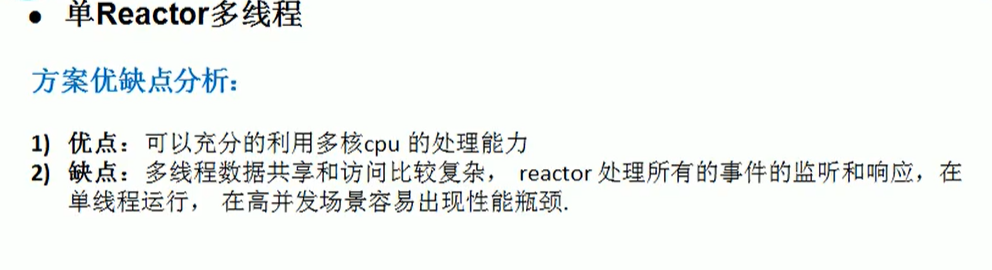 ● 单Reactor多线程
方案优缺点分析：
1) 优点：可以充分的利用多核cpu 的处理能力
2) 缺点：多线程数据共享和访问比较复杂， reactor 处理所有的事件的监听和响应，在
单线程运行， 在高并发场景容易出现性能瓶颈.